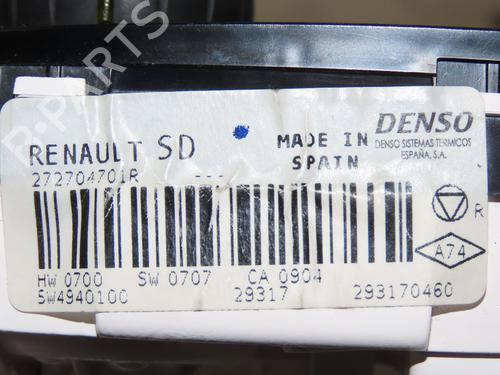 RENAULT SD
MADE IN SPAIN
DENSO
DENSO SISTEMAS TERMICOS
ESPAÑA, S.A.
272704701R ---
R
A74
HW 0700 SW 0707 CA 0904
SW4940100 29317 293170460
B-PARTS